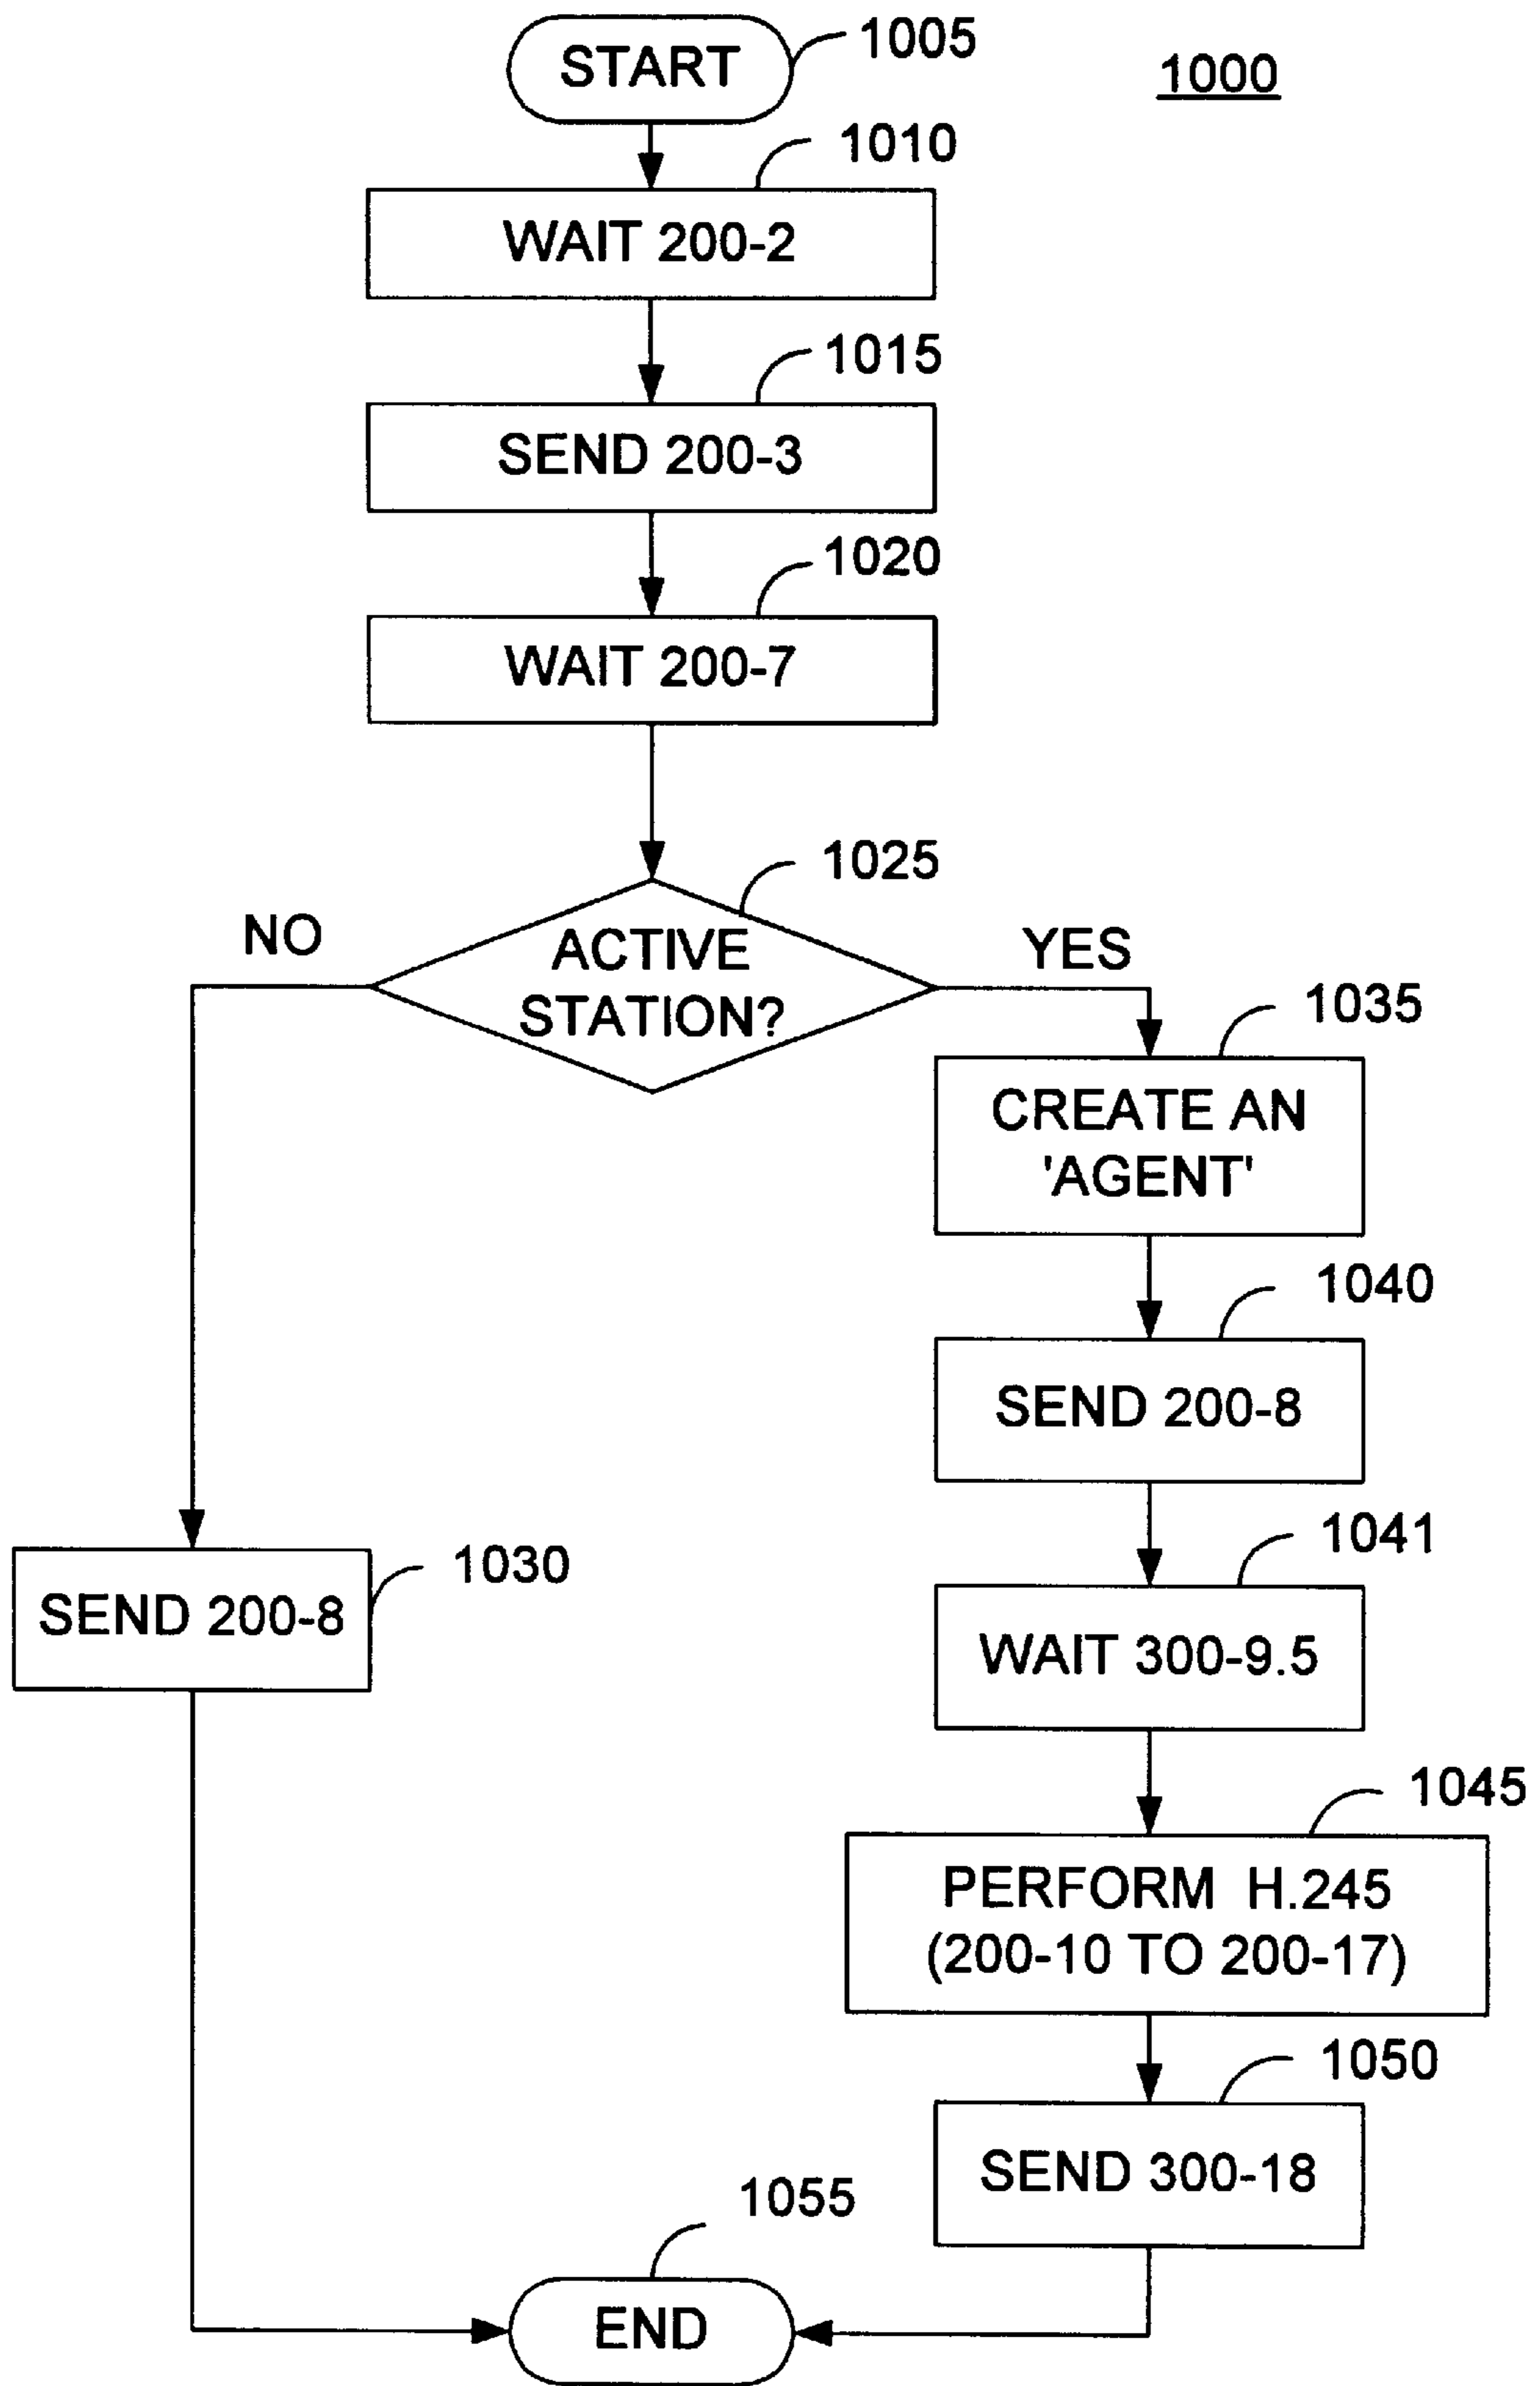 START
1005
1000
1010
WAIT 200-2
1015
SEND 200-3
1020
WAIT 200-7
1025
NO
ACTIVE
STATION?
YES
1035
CREATE AN
'AGENT'
1040
SEND 200-8
1041
1030
SEND 200-8
WAIT 300-9.5
1045
PERFORM H.245
(200-10 TO 200-17)
1050
SEND 300-18
1055
END